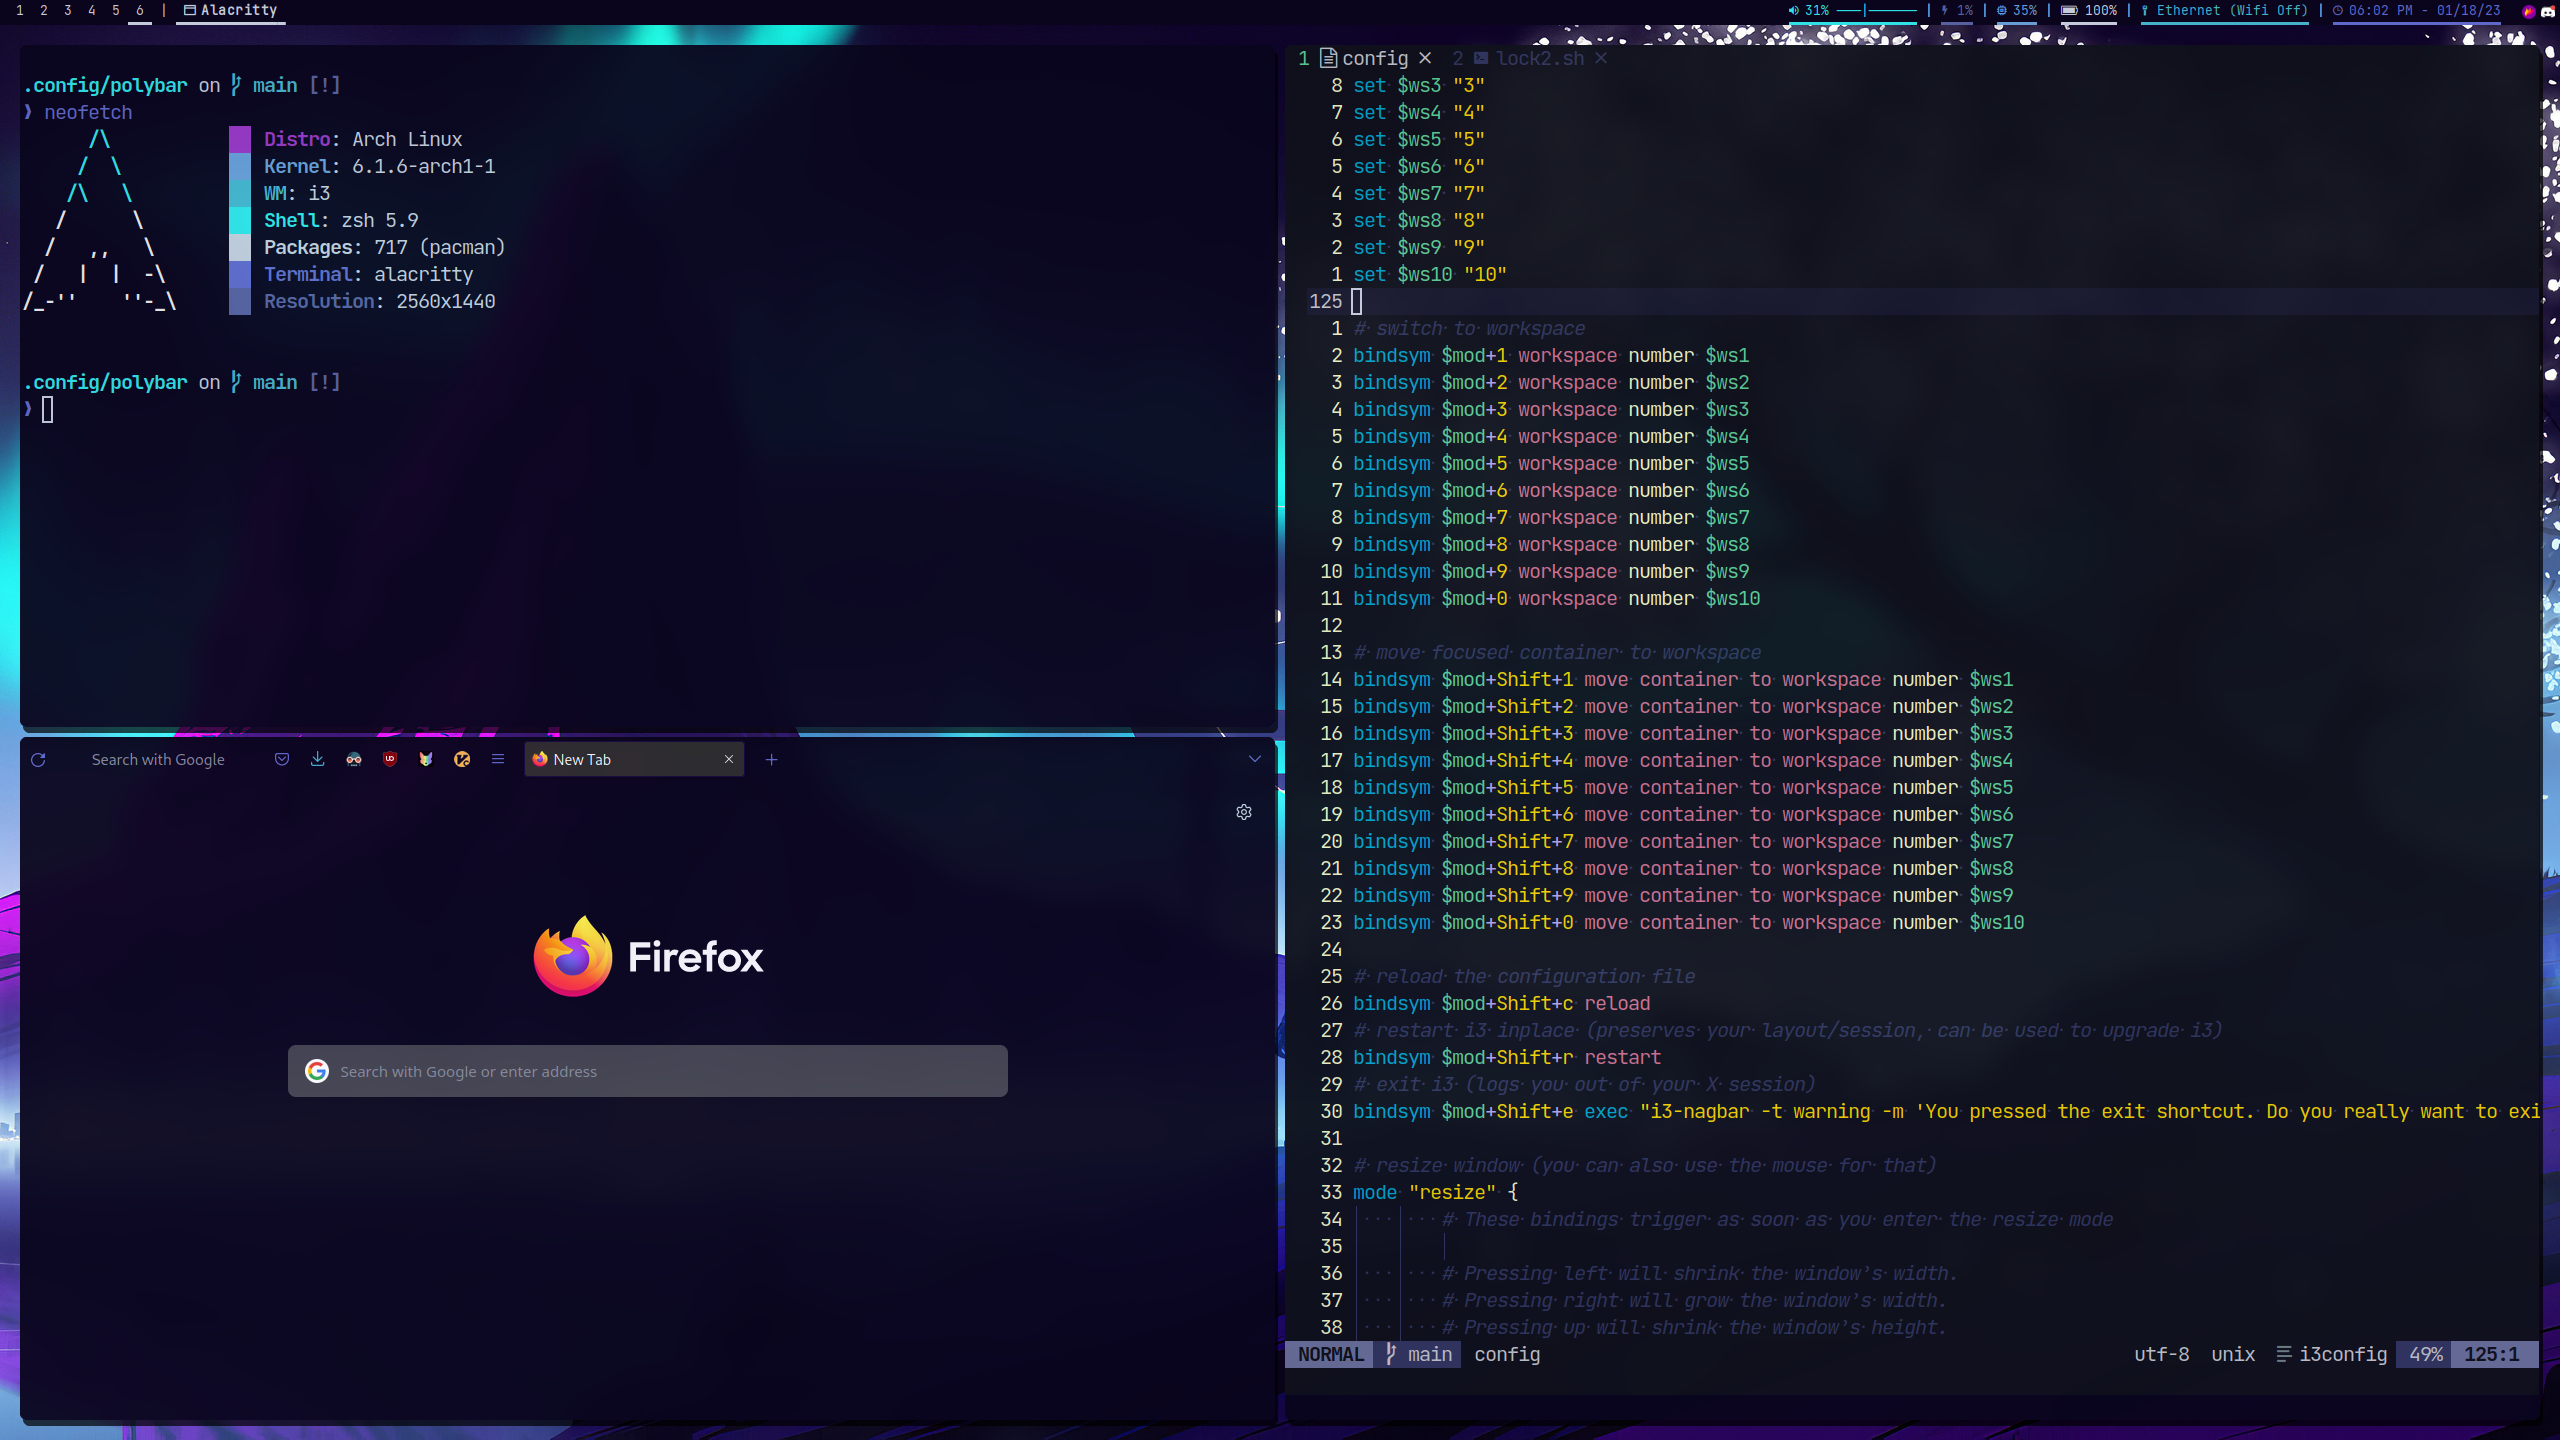 1 2 3 4 5 6 | Alacritty
31% | 1% | 35% | 100% | Ethernet (Wifi Off) | 06:02 PM - 01/18/23
.config/polybar on main [!]
❱ neofetch
/\ Distro: Arch Linux
/ \ Kernel: 6.1.6-arch1-1
/\ \ WM: i3
/ \ Shell: zsh 5.9
/ ,, \ Packages: 717 (pacman)
/ | | -\ Terminal: alacritty
/_-'' ''-_\ Resolution: 2560x1440
.config/polybar on main [!]
❱
Search with Google
New Tab
Firefox
Search with Google or enter address
1 config × 2 lock2.sh ×
8 set $ws3 "3"
7 set $ws4 "4"
6 set $ws5 "5"
5 set $ws6 "6"
4 set $ws7 "7"
3 set $ws8 "8"
2 set $ws9 "9"
1 set $ws10 "10"
125
1 # switch to workspace
2 bindsym $mod+1 workspace number $ws1
3 bindsym $mod+2 workspace number $ws2
4 bindsym $mod+3 workspace number $ws3
5 bindsym $mod+4 workspace number $ws4
6 bindsym $mod+5 workspace number $ws5
7 bindsym $mod+6 workspace number $ws6
8 bindsym $mod+7 workspace number $ws7
9 bindsym $mod+8 workspace number $ws8
10 bindsym $mod+9 workspace number $ws9
11 bindsym $mod+0 workspace number $ws10
12
13 # move focused container to workspace
14 bindsym $mod+Shift+1 move container to workspace number $ws1
15 bindsym $mod+Shift+2 move container to workspace number $ws2
16 bindsym $mod+Shift+3 move container to workspace number $ws3
17 bindsym $mod+Shift+4 move container to workspace number $ws4
18 bindsym $mod+Shift+5 move container to workspace number $ws5
19 bindsym $mod+Shift+6 move container to workspace number $ws6
20 bindsym $mod+Shift+7 move container to workspace number $ws7
21 bindsym $mod+Shift+8 move container to workspace number $ws8
22 bindsym $mod+Shift+9 move container to workspace number $ws9
23 bindsym $mod+Shift+0 move container to workspace number $ws10
24
25 # reload the configuration file
26 bindsym $mod+Shift+c reload
27 # restart i3 inplace (preserves your layout/session, can be used to upgrade i3)
28 bindsym $mod+Shift+r restart
29 # exit i3 (logs you out of your X session)
30 bindsym $mod+Shift+e exec "i3-nagbar -t warning -m 'You pressed the exit shortcut. Do you really want to exi
31
32 # resize window (you can also use the mouse for that)
33 mode "resize" {
34 # These bindings trigger as soon as you enter the resize mode
35
36 # Pressing left will shrink the window's width.
37 # Pressing right will grow the window's width.
38 # Pressing up will shrink the window's height.
NORMAL main config utf-8 unix i3config 49% 125:1